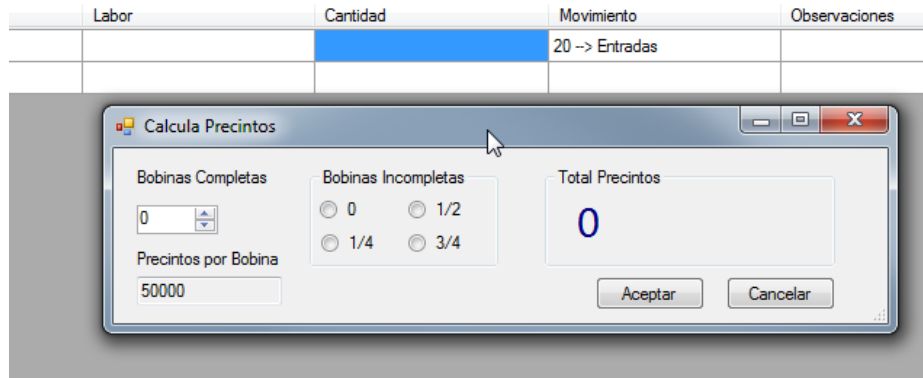 Labor Cantidad Movimiento Observaciones
20 --> Entradas
Calcula Precintos
Bobinas Completas Bobinas Incompletas Total Precintos
0 0 1/2 0
1/4 3/4
Precintos por Bobina
50000 Aceptar Cancelar